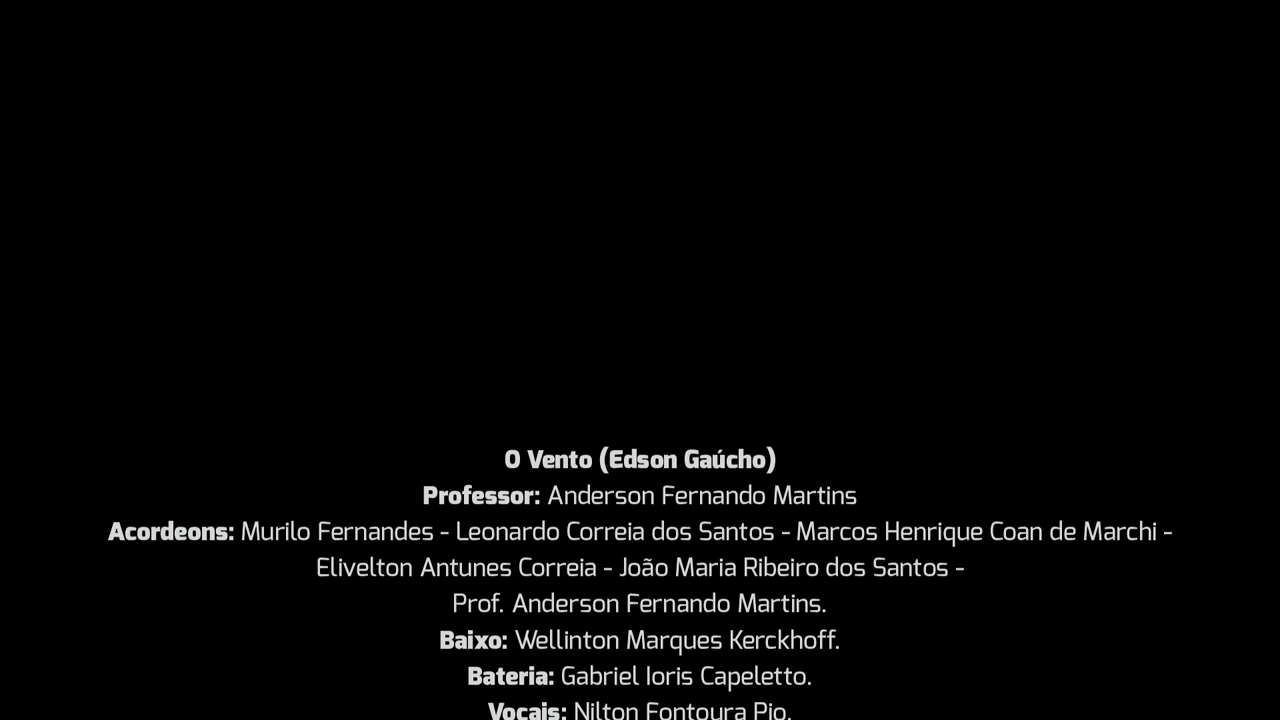 O Vento (Edson Gaúcho)
Professor: Anderson Fernando Martins
Acordeons: Murilo Fernandes - Leonardo Correia dos Santos - Marcos Henrique Coan de Marchi -
Elivelton Antunes Correia - João Maria Ribeiro dos Santos -
Prof. Anderson Fernando Martins.
Baixo: Wellinton Marques Kerckhoff.
Bateria: Gabriel Ioris Capeletto.
Vocais: Nilton Fontoura Pio.